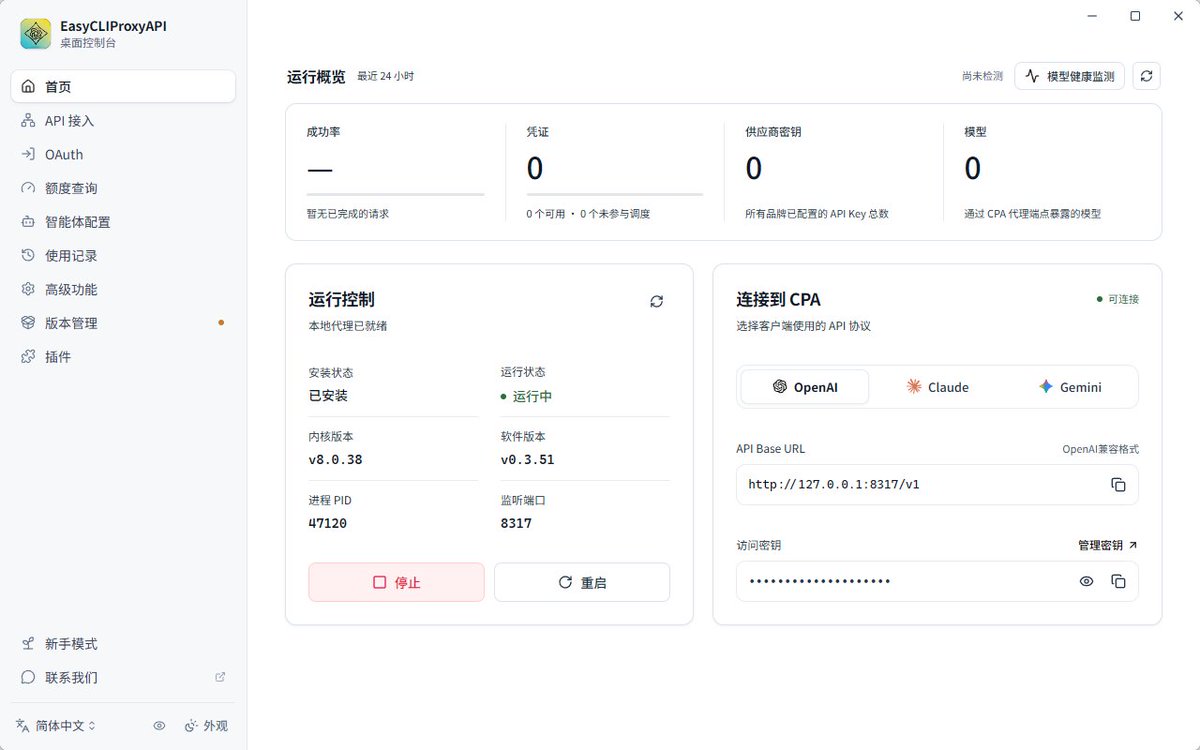 EasyCLIProxyAPI
桌面控制台
首页
API 接入
OAuth
额度查询
智能体配置
使用记录
高级功能
版本管理
插件
新手模式
联系我们
简体中文
外观
运行概览 最近 24 小时
尚未检测 模型健康监测
成功率
—
暂无已完成的请求
凭证
0
0 个可用 • 0 个未参与调度
供应商密钥
0
所有品牌已配置的 API Key 总数
模型
0
通过 CPA 代理端点暴露的模型
运行控制
本地代理已就绪
安装状态
已安装
运行状态
运行中
内核版本
v8.0.38
软件版本
v0.3.51
进程 PID
47120
监听端口
8317
停止
重启
连接到 CPA
可连接
选择客户端使用的 API 协议
OpenAI Claude Gemini
API Base URL OpenAI兼容格式
http://127.0.0.1:8317/v1
访问密钥 管理密钥
•••••••••••••••••••